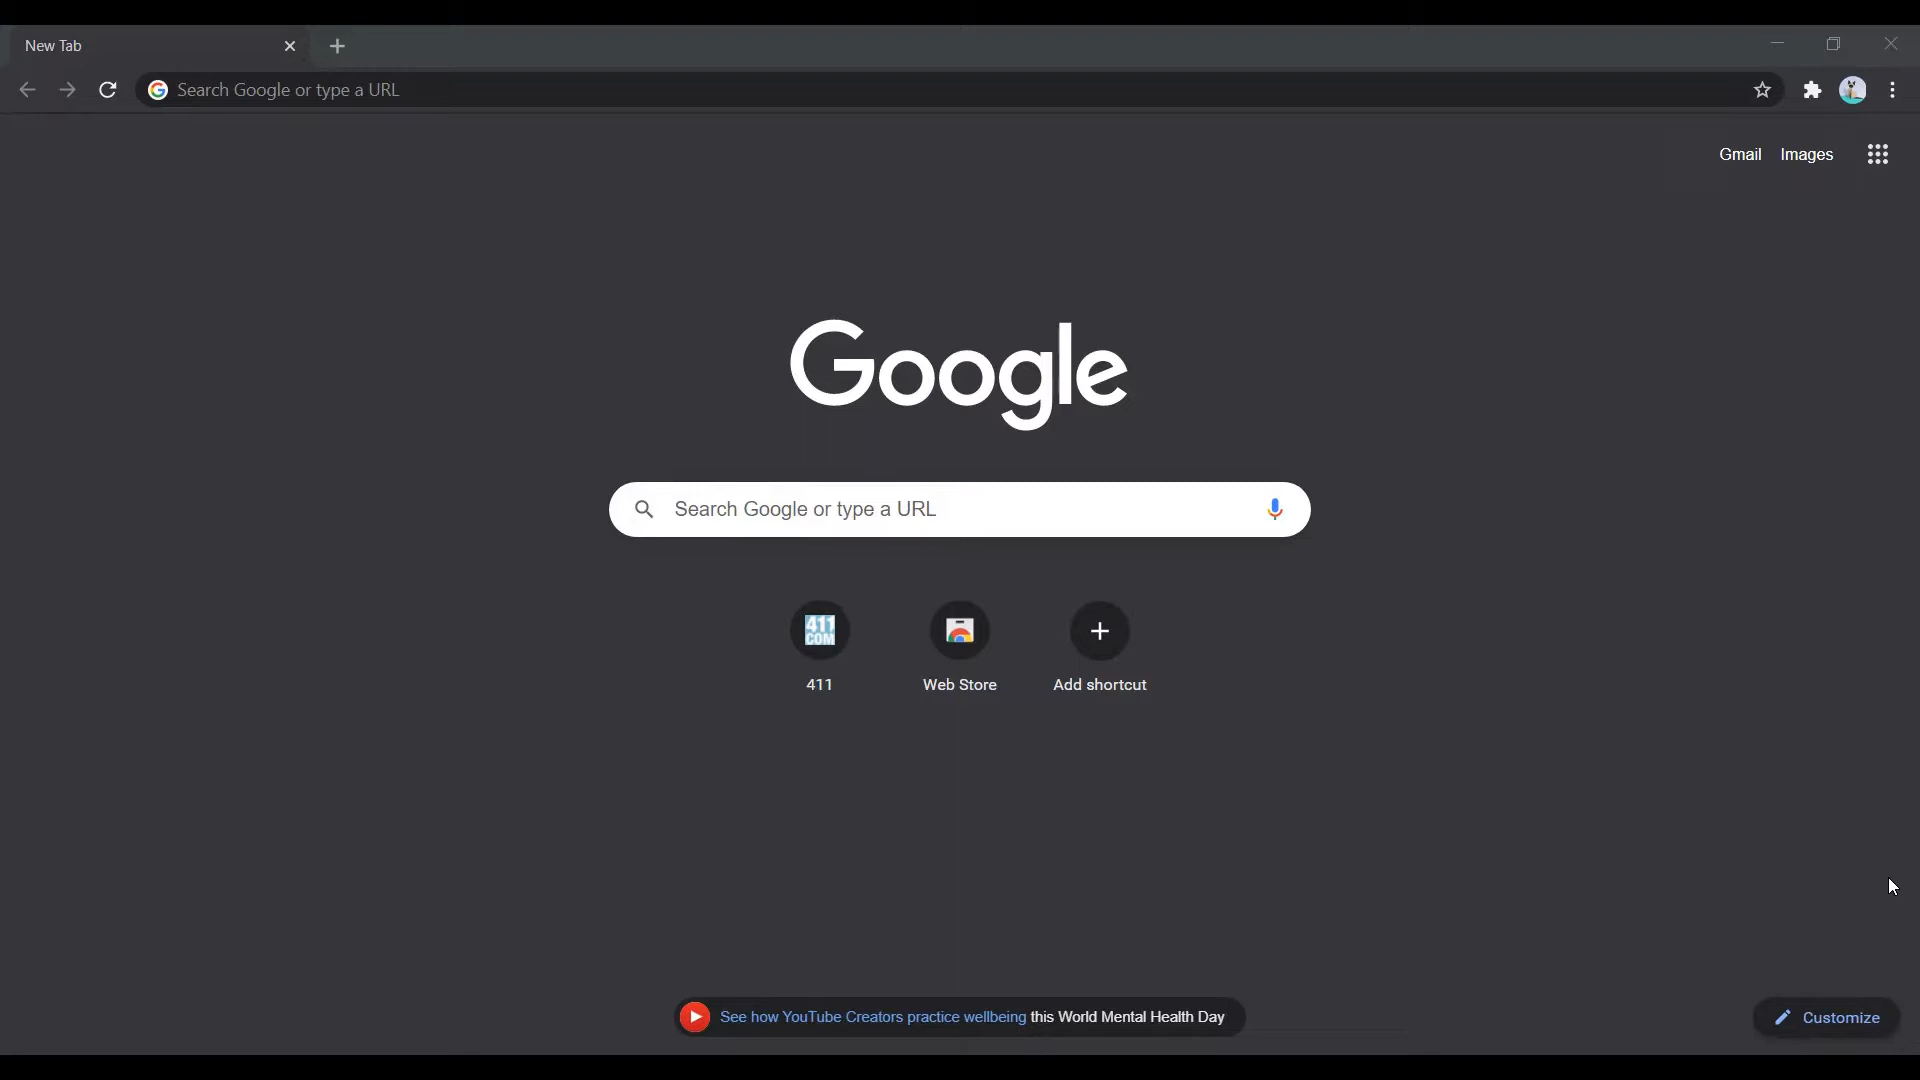 New Tab
Search Google or type a URL
Gmail Images
Google
Search Google or type a URL
411
COM
411 Web Store Add shortcut
See how YouTube Creators practice wellbeing this World Mental Health Day
Customize